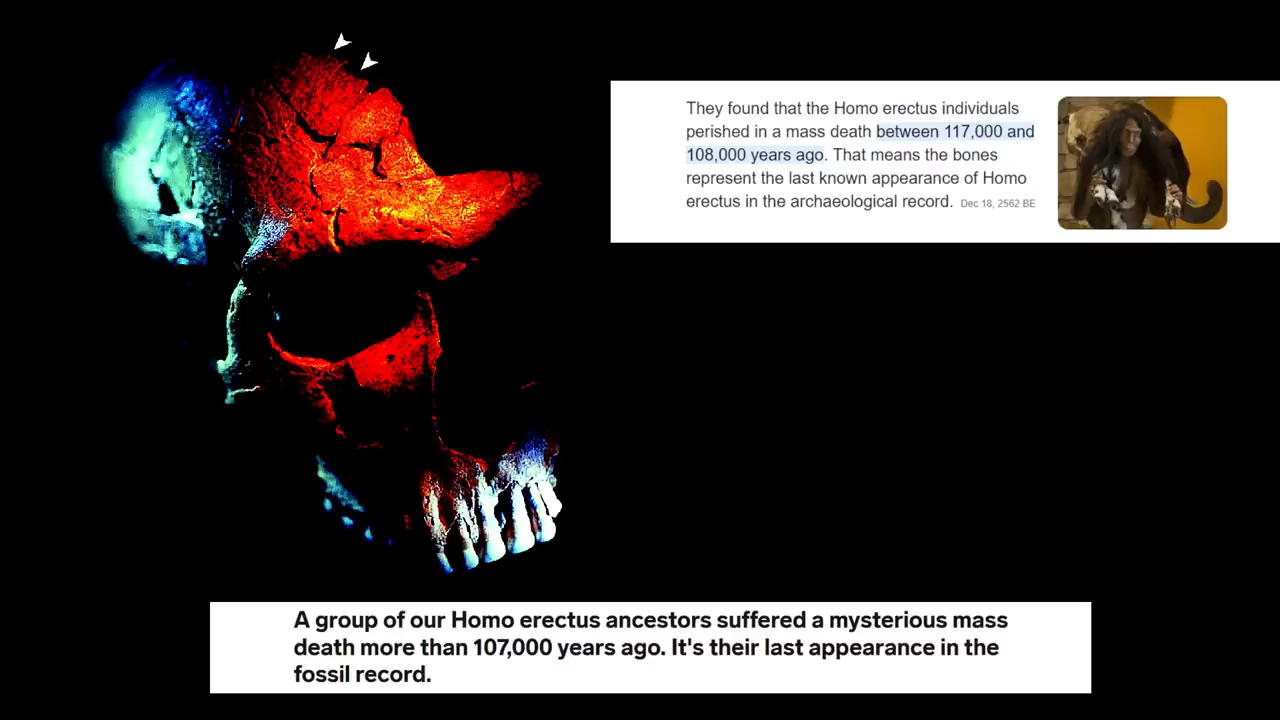 They found that the Homo erectus individuals
perished in a mass death between 117,000 and
108,000 years ago. That means the bones
represent the last known appearance of Homo
erectus in the archaeological record. Dec 18, 2562 BE
A group of our Homo erectus ancestors suffered a mysterious mass
death more than 107,000 years ago. It's their last appearance in the
fossil record.